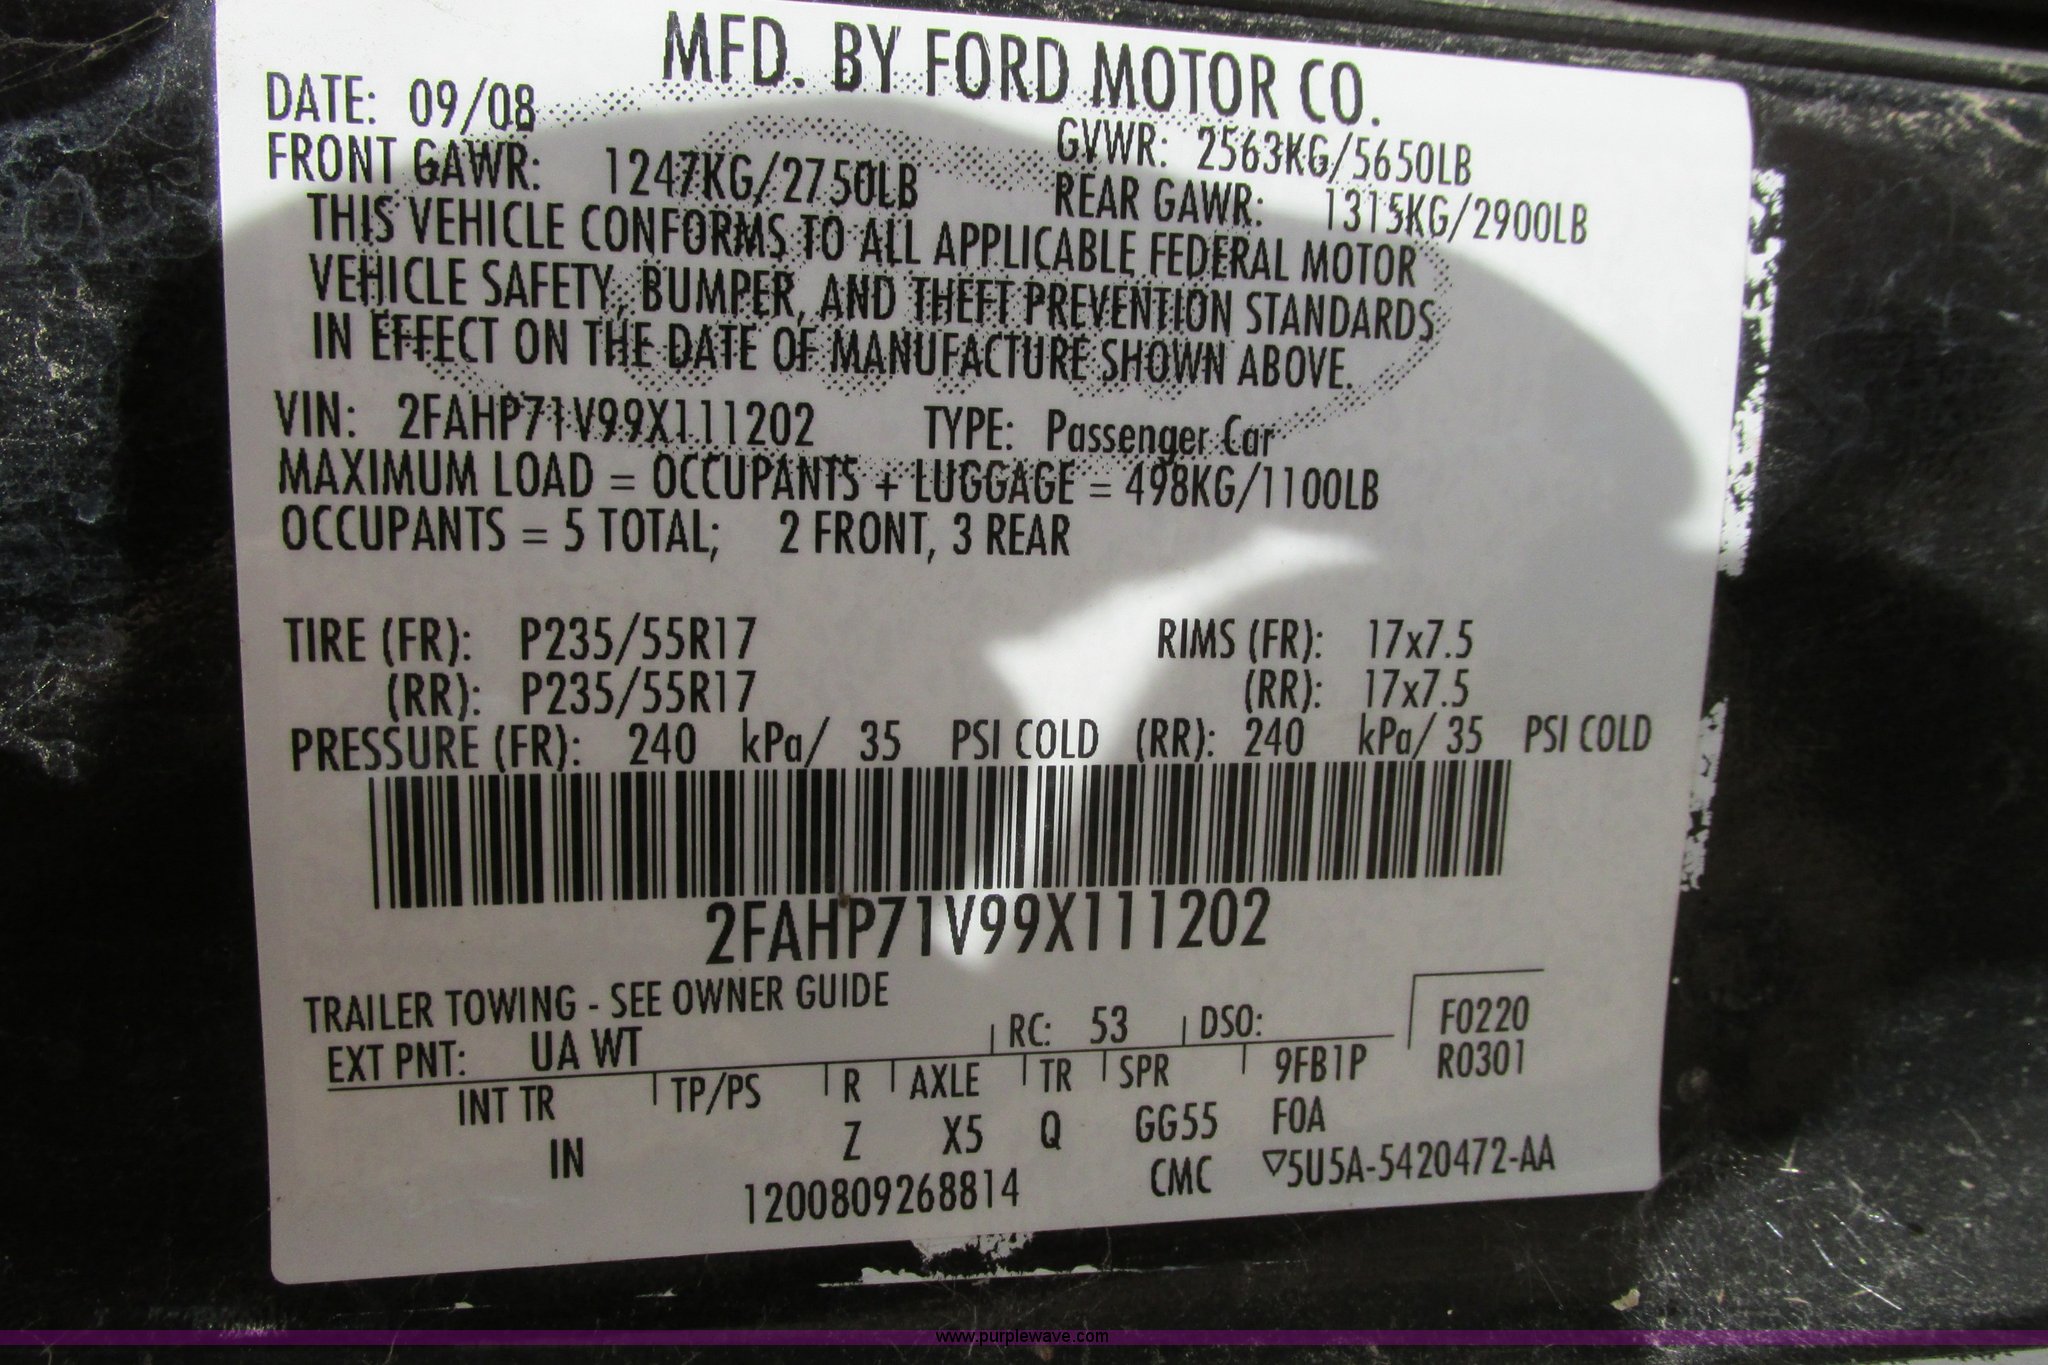 MFD. BY FORD MOTOR CO.
DATE: 09/08 GVWR: 2563KG/5650LB
FRONT GAWR: 1247KG/2750LB REAR GAWR: 1315KG/2900LB
THIS VEHICLE CONFORMS TO ALL APPLICABLE FEDERAL MOTOR
VEHICLE SAFETY, BUMPER, AND THEFT PREVENTION STANDARDS
IN EFFECT ON THE DATE OF MANUFACTURE SHOWN ABOVE.
VIN: 2FAHP71V99X111202 TYPE: Passenger Car
MAXIMUM LOAD = OCCUPANTS + LUGGAGE = 498KG/1100LB
OCCUPANTS = 5 TOTAL; 2 FRONT, 3 REAR
TIRE (FR): P235/55R17 RIMS (FR): 17x7.5
(RR): P235/55R17 (RR): 17x7.5
PRESSURE (FR): 240 kPa/ 35 PSI COLD (RR): 240 kPa/ 35 PSI COLD
2FAHP71V99X111202
TRAILER TOWING - SEE OWNER GUIDE
EXT PNT: UA WT RC: 53 DSO: F0220
INT TR TP/PS R AXLE TR SPR 9FB1P R0301
IN Z X5 Q GG55 FOA
1200809268814 CMC ▽5U5A-5420472-AA
www.purplewave.com